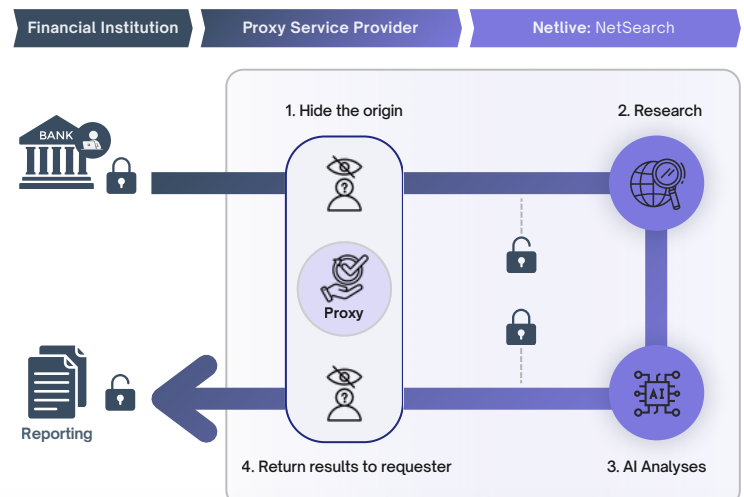 Financial Institution
Proxy Service Provider
Netlive: NetSearch
1. Hide the origin
2. Research
BANK
?
Proxy
?
AI
Reporting
4. Return results to requester
3. AI Analyses